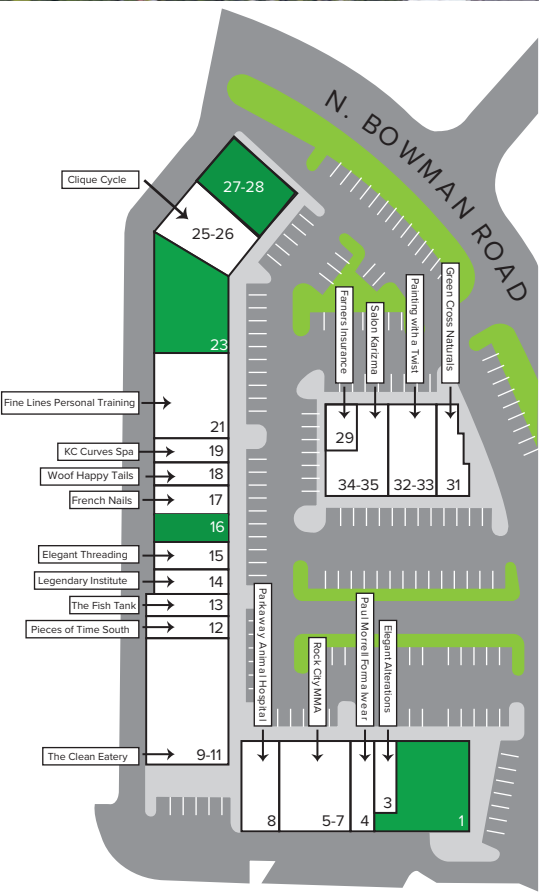 N. BOWMAN ROAD
Clique Cycle
27-28
25-26
23
Fine Lines Personal Training
21
KC Curves Spa
19
Woof Happy Tails
18
French Nails
17
16
Elegant Threading
15
Legendary Institute
14
The Fish Tank
13
Pieces of Time South
12
The Clean Eatery
9-11
Farners Insurance
Salon Karizma
Painting with a Twist
Green Cross Naturals
29
34-35
32-33
31
Parkaway Animal Hospital
Rock City MMA
Paul Morrell Formalwear
Elegant Alterations
8
5-7
4
3
1